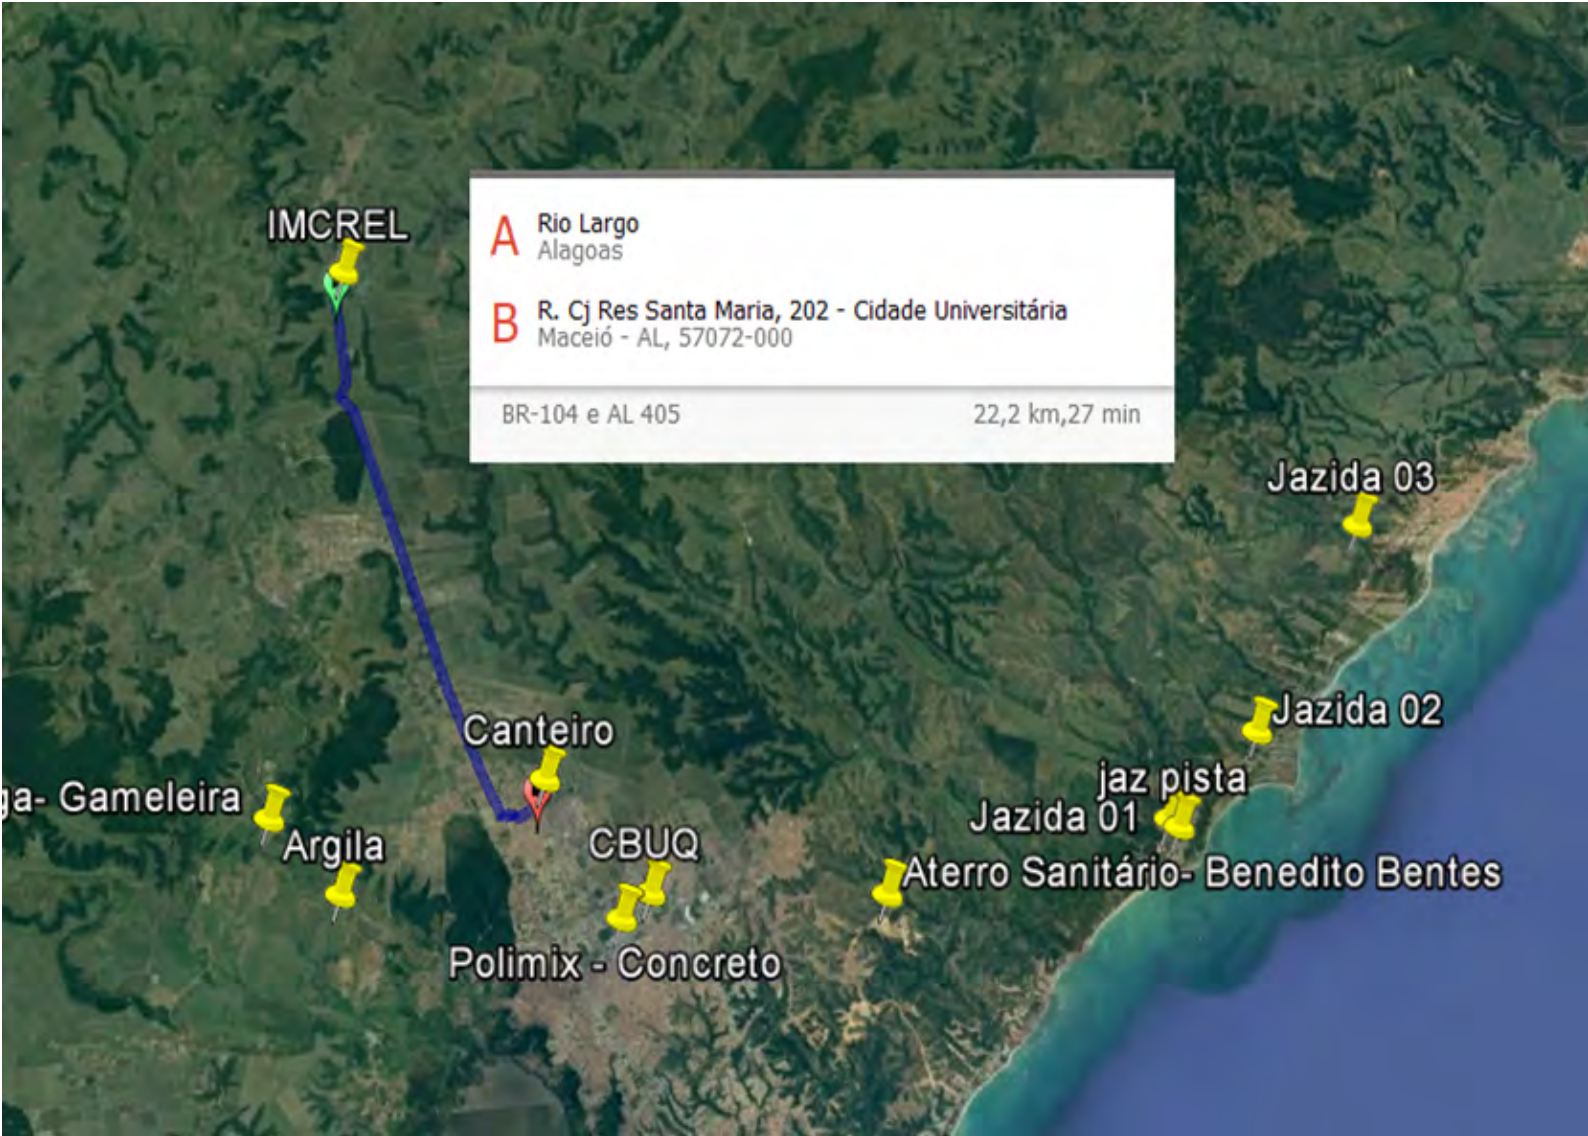 IMCREL
A Rio Largo
Alagoas
B R. Cj Res Santa Maria, 202 - Cidade Universitária
Maceió - AL, 57072-000
BR-104 e AL 405 22,2 km,27 min
Jazida 03
Jazida 02
Canteiro
jaz pista
Gameleira
Jazida 01
Argila
CBUQ
Aterro Sanitário- Benedito Bentes
Polimix - Concreto